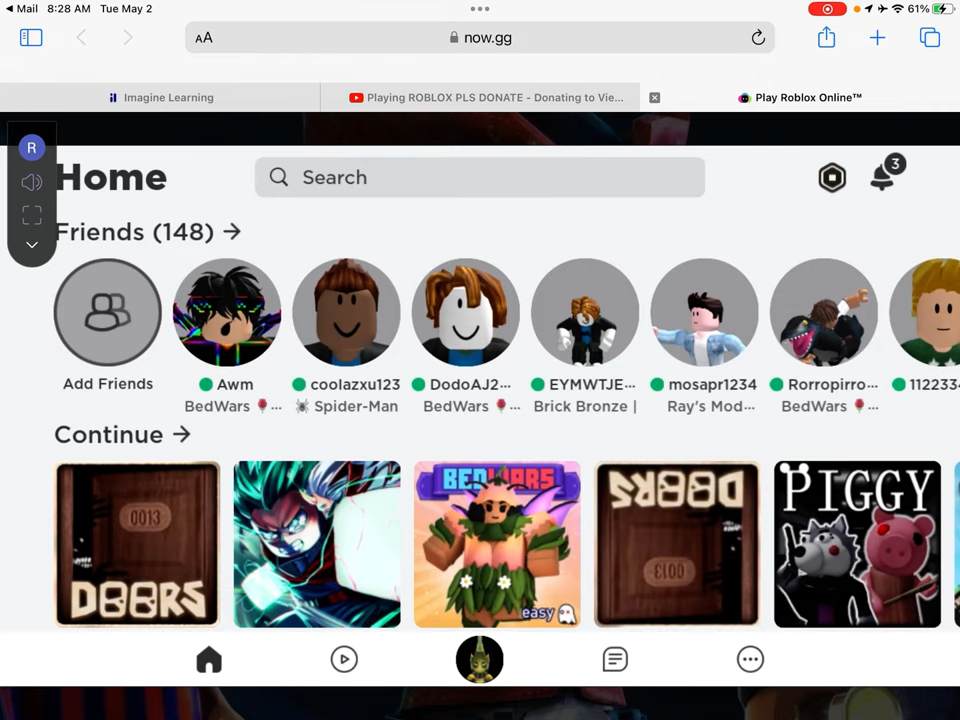 Mail 8:28 AM Tue May 2 61%
AA now.gg
Imagine Learning
Playing ROBLOX PLS DONATE - Donating to Vie...
Play Roblox Online™
R
Home
Search
3
Friends (148) →
Add Friends
Awm
coolazxu123
DodoAJ2...
EYMWTJE...
mosapr1234
Rorropirro...
112233
BedWars 🌹...
🕷 Spider-Man
BedWars 🌹...
Brick Bronze |
Ray's Mod...
BedWars 🌹...
Continue →
0013
DOORS
BEDWARS
easy
DOORS
0013
PIGGY